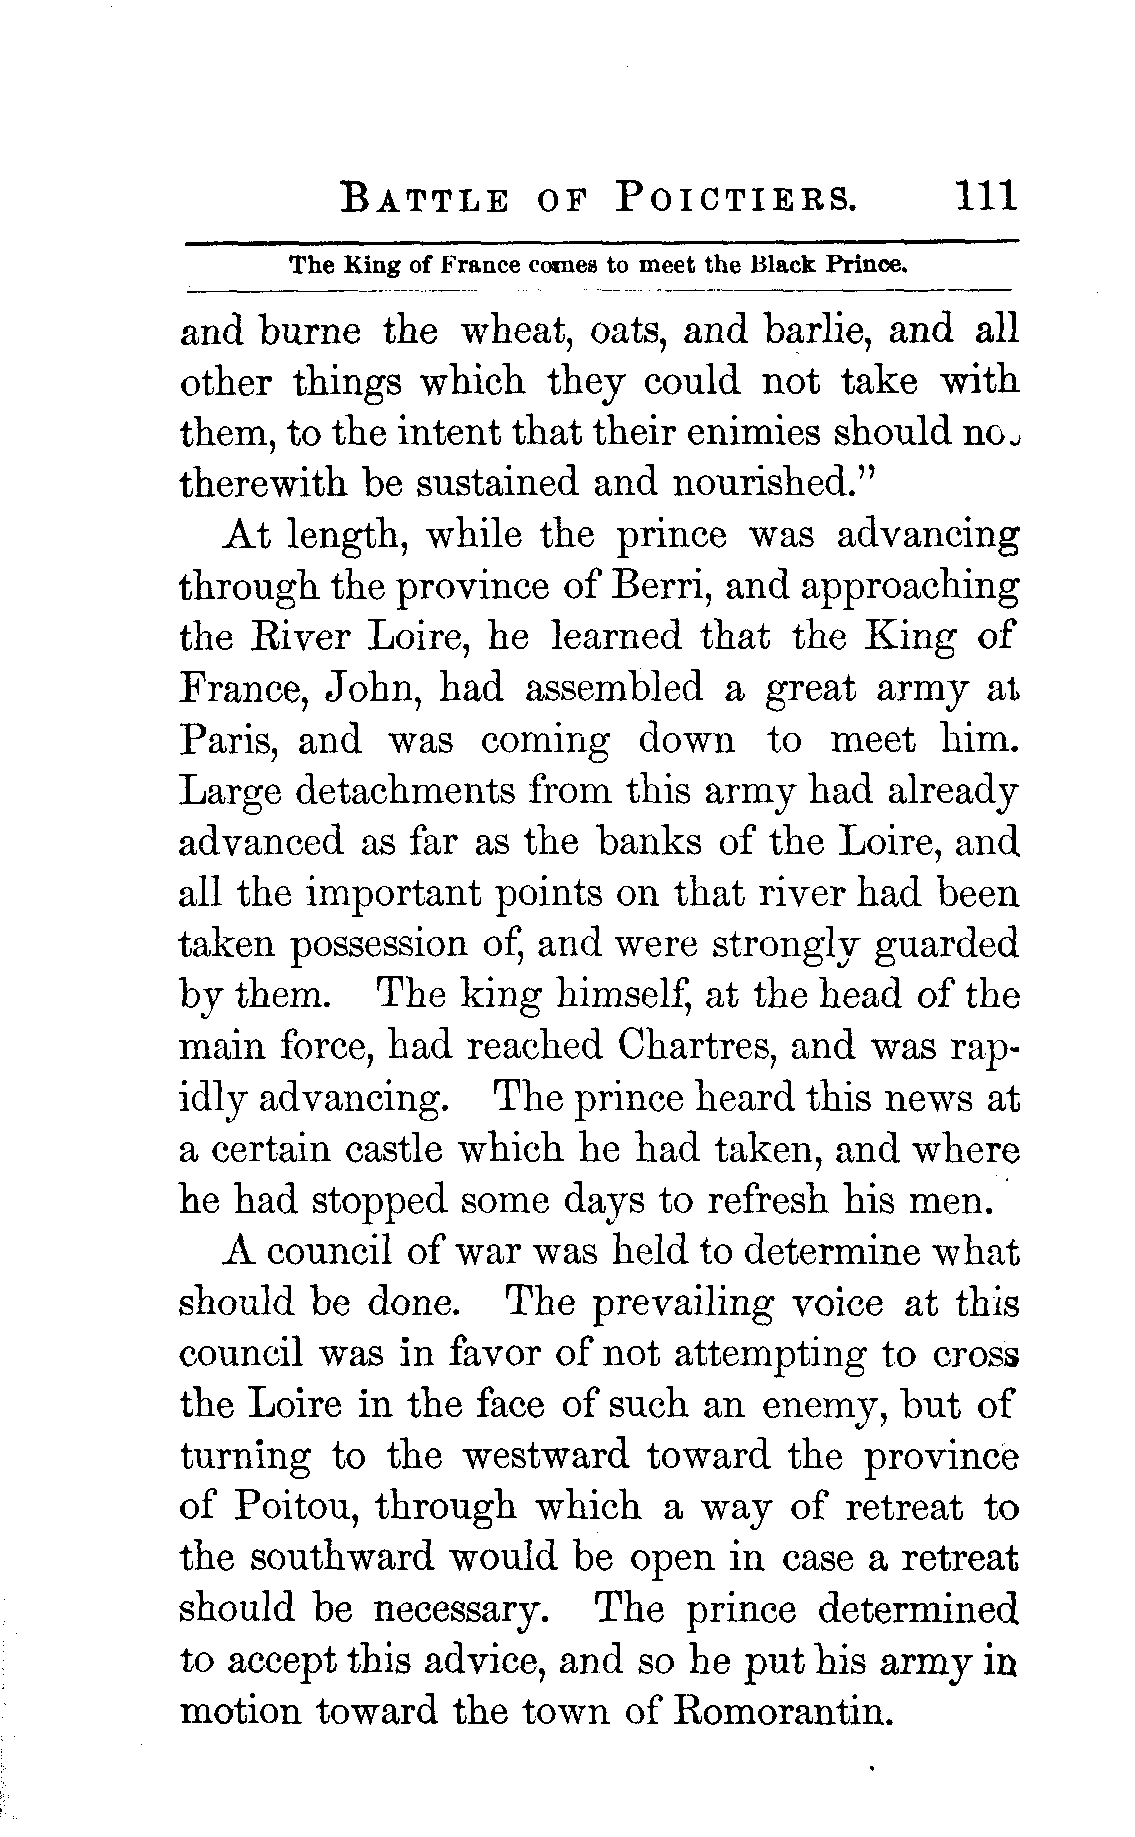 BATTLE OF POICTIERS. 111
The King of France comes to meet the Black Prince.
and burne the wheat, oats, and barlie, and all
other things which they could not take with
them, to the intent that their enimies should no
therewith be sustained and nourished."
At length, while the prince was advancing
through the province of Berri, and approaching
the River Loire, he learned that the King of
France, John, had assembled a great army at
Paris, and was coming down to meet him.
Large detachments from this army had already
advanced as far as the banks of the Loire, and
all the important points on that river had been
taken possession of, and were strongly guarded
by them. The king himself, at the head of the
main force, had reached Chartres, and was rap-
idly advancing. The prince heard this news at
a certain castle which he had taken, and where
he had stopped some days to refresh his men.
A council of war was held to determine what
should be done. The prevailing voice at this
council was in favor of not attempting to cross
the Loire in the face of such an enemy, but of
turning to the westward toward the province
of Poitou, through which a way of retreat to
the southward would be open in case a retreat
should be necessary. The prince determined
to accept this advice, and so he put his army in
motion toward the town of Romorantin.